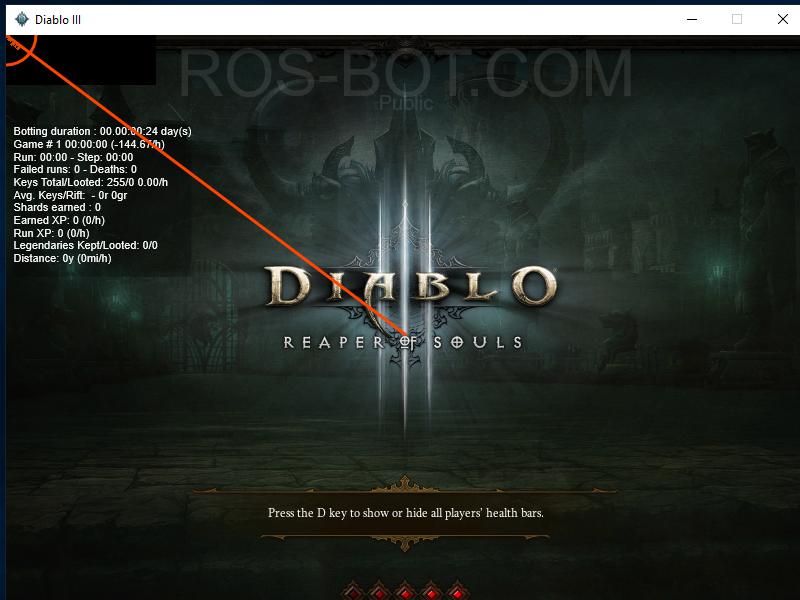 Diablo III
ROS-BOT.COM
Public
Botting duration : 00.00:00:24 day(s)
Game # 1 00:00:00 (-144.67/h)
Run: 00:00 - Step: 00:00
Failed runs: 0 - Deaths: 0
Keys Total/Looted: 255/0 0.00/h
Avg. Keys/Rift:  - 0r 0gr
Shards earned : 0
Earned XP: 0 (0/h)
Run XP: 0 (0/h)
Legendaries Kept/Looted: 0/0
Distance: 0y (0mi/h)
DIABLO
REAPER OF SOULS
Press the D key to show or hide all players' health bars.